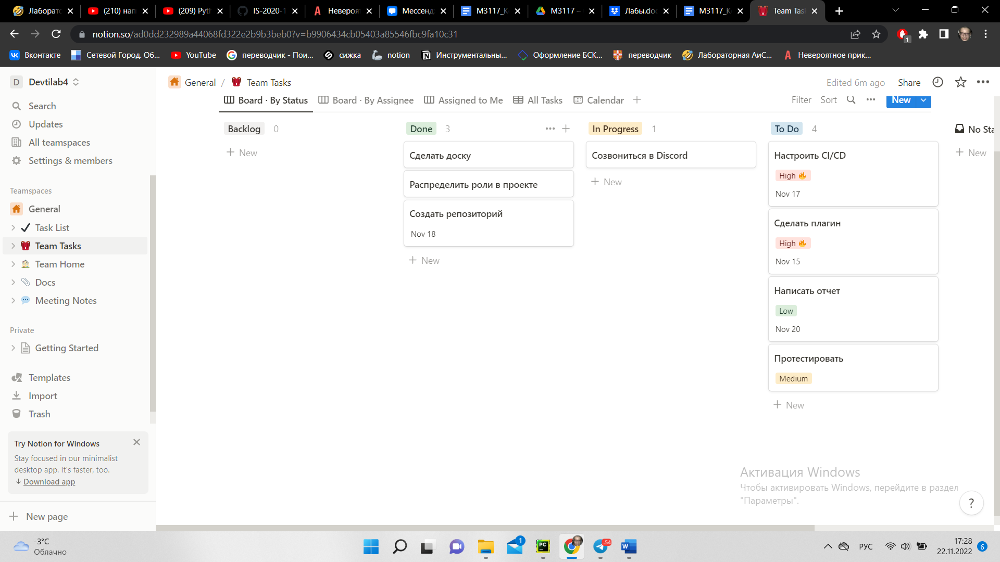 Лаборато
(210) нап
(209) Pyth
IS-2020-1
Невероят
Мессенд
M3117_К
M3117 –
Лабы.doc
M3117_К
Team Tas
notion.so/ad0dd232989a44068fd322e2b9b3beb0?v=b9906434cb05403a85546fbc9fa10c31
1
Вконтакте
Сетевой Город. Об...
YouTube
переводчик - Пои...
сижка
notion
Инструментальны...
Оформление БСК...
переводчик
Лабораторная АиС...
Невероятное прик...
D Devtilab4
Search
Updates
All teamspaces
Settings & members
Teamspaces
General
Task List
Team Tasks
Team Home
Docs
Meeting Notes
Private
Getting Started
Templates
Import
Trash
Try Notion for Windows
Stay focused in our minimalist
desktop app. It's faster, too.
↓ Download app
New page
General / Team Tasks
Edited 6m ago
Share
Board · By Status
Board · By Assignee
Assigned to Me
All Tasks
Calendar
Filter
Sort
New
Backlog 0
+ New
Done 3
Сделать доску
Распределить роли в проекте
Создать репозиторий
Nov 18
+ New
In Progress 1
Созвониться в Discord
+ New
To Do 4
Настроить CI/CD
High 🔥
Nov 17
Сделать плагин
High 🔥
Nov 15
Написать отчет
Low
Nov 20
Протестировать
Medium
+ New
No Sta
+ New
Активация Windows
Чтобы активировать Windows, перейдите в раздел
"Параметры".
?
-3°C
Облачно
1
PC
54
W
РУС
17:28
22.11.2022
6